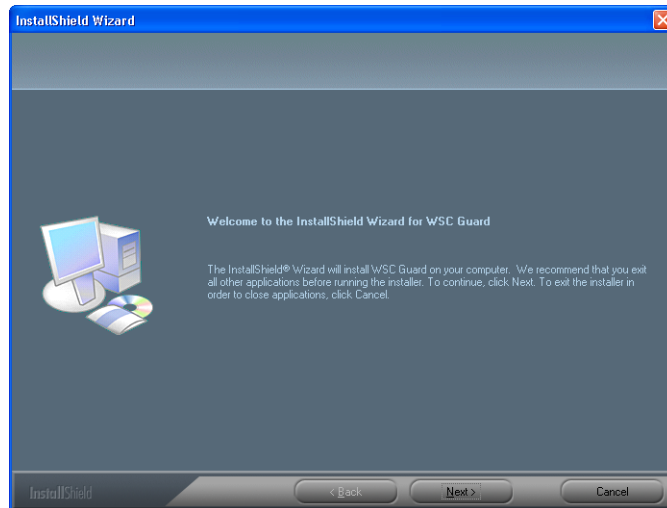 InstallShield Wizard
Welcome to the InstallShield Wizard for WSC Guard
The InstallShield® Wizard will install WSC Guard on your computer. We recommend that you exit
all other applications before running the installer. To continue, click Next. To exit the installer in
order to close applications, click Cancel.
InstallShield
< Back
Next >
Cancel